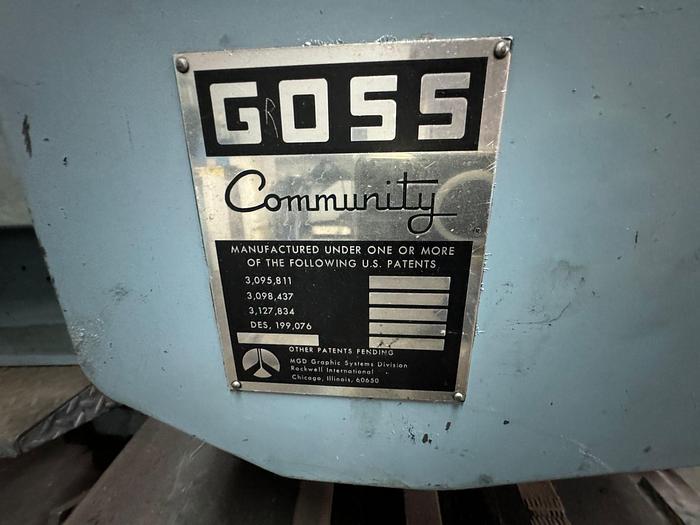 GROSS
Community
MANUFACTURED UNDER ONE OR MORE
OF THE FOLLOWING U.S. PATENTS
3,095,811
3,098,437
3,127,834
DES, 199,076
OTHER PATENTS PENDING
MGD Graphic Systems Division
Rockwell International
Chicago, Illinois, 60650